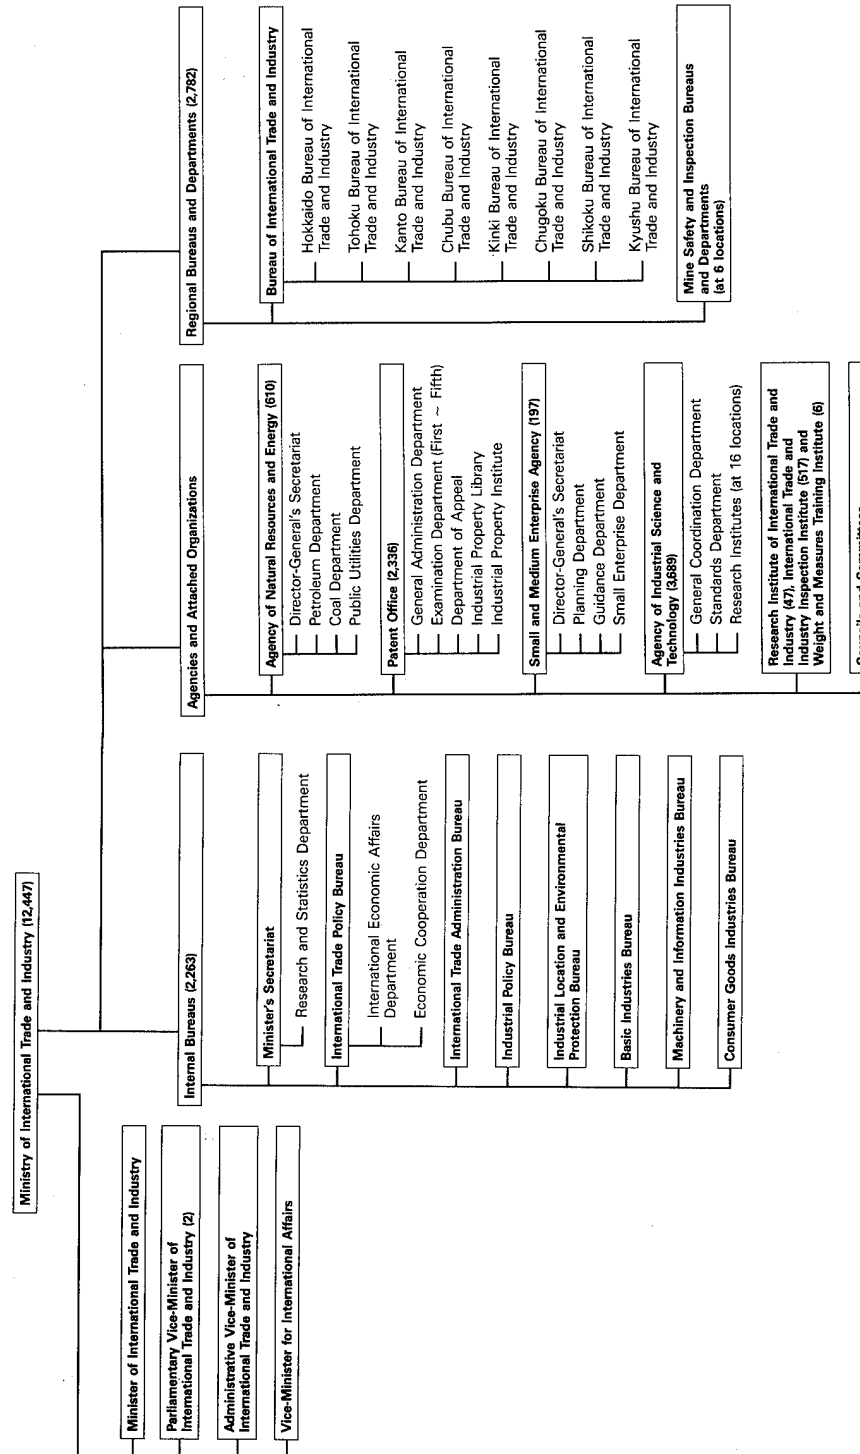 Ministry of International Trade and Industry (12,447)
Minister of International Trade and Industry
Parliamentary Vice-Minister of
International Trade and Industry (2)
Administrative Vice-Minister of
International Trade and Industry
Vice-Minister for International Affairs
Internal Bureaus (2,263)
Minister's Secretariat
Research and Statistics Department
International Trade Policy Bureau
International Economic Affairs
Department
Economic Cooperation Department
International Trade Administration Bureau
Industrial Policy Bureau
Industrial Location and Environmental
Protection Bureau
Basic Industries Bureau
Machinery and Information Industries Bureau
Consumer Goods Industries Bureau
Agencies and Attached Organizations
Agency of Natural Resources and Energy (610)
Director-General's Secretariat
Petroleum Department
Coal Department
Public Utilities Department
Patent Office (2,336)
General Administration Department
Examination Department (First ~ Fifth)
Department of Appeal
Industrial Property Library
Industrial Property Institute
Small and Medium Enterprise Agency (197)
Director-General's Secretariat
Planning Department
Guidance Department
Small Enterprise Department
Agency of Industrial Science and
Technology (3,689)
General Coordination Department
Standards Department
Research Institutes (at 16 locations)
Research Institute of International Trade and
Industry (47), International Trade and
Industry Inspection Institute (517) and
Weight and Measures Training Institute (6)
Regional Bureaus and Departments (2,782)
Bureau of International Trade and Industry
Hokkaido Bureau of International
Trade and Industry
Tohoku Bureau of International
Trade and Industry
Kanto Bureau of International
Trade and Industry
Chubu Bureau of International
Trade and Industry
Kinki Bureau of International
Trade and Industry
Chugoku Bureau of International
Trade and Industry
Shikoku Bureau of International
Trade and Industry
Kyushu Bureau of International
Trade and Industry
Mine Safety and Inspection Bureaus
and Departments
(at 6 locations)